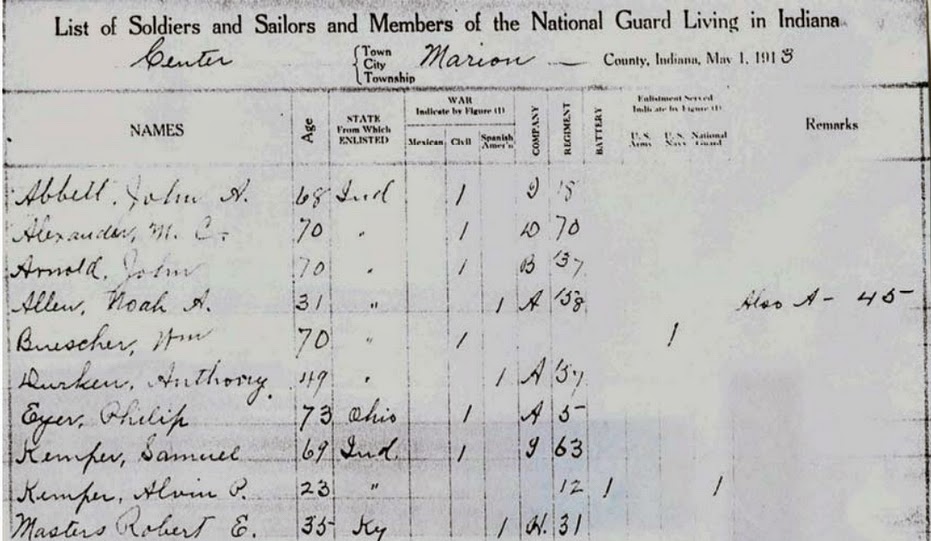 List of Soldiers and Sailors and Members of the National Guard Living in Indiana
Center { Town City Township Marion — County, Indiana, May 1, 1913
NAMES Age STATE From Which ENLISTED WAR Indicate by Figure (1) Mexican Civil Spanish Amer'n COMPANY REGIMENT BATTERY Enlistment Served Indicate by Figure (1) U.S. Army U.S. Navy National Guard Remarks
Abbett, John A. 68 Ind 1 18
Alexander, M. C. 70 " 1 D 70
Arnold, John 70 " 1 B 137
Allen, Noah A. 31 " 1 A 158 Also A - 45
Buescher, Wm 70 " 1 1
Durken, Anthony. 49 " 1 A 157
Eyer, Philip 73 Ohio 1 A 5
Kemper, Samuel 69 Ind. 1 63
Kemper, Alvin P. 23 " 12 1 1
Masters Robert E. 35 Ky 1 H. 31